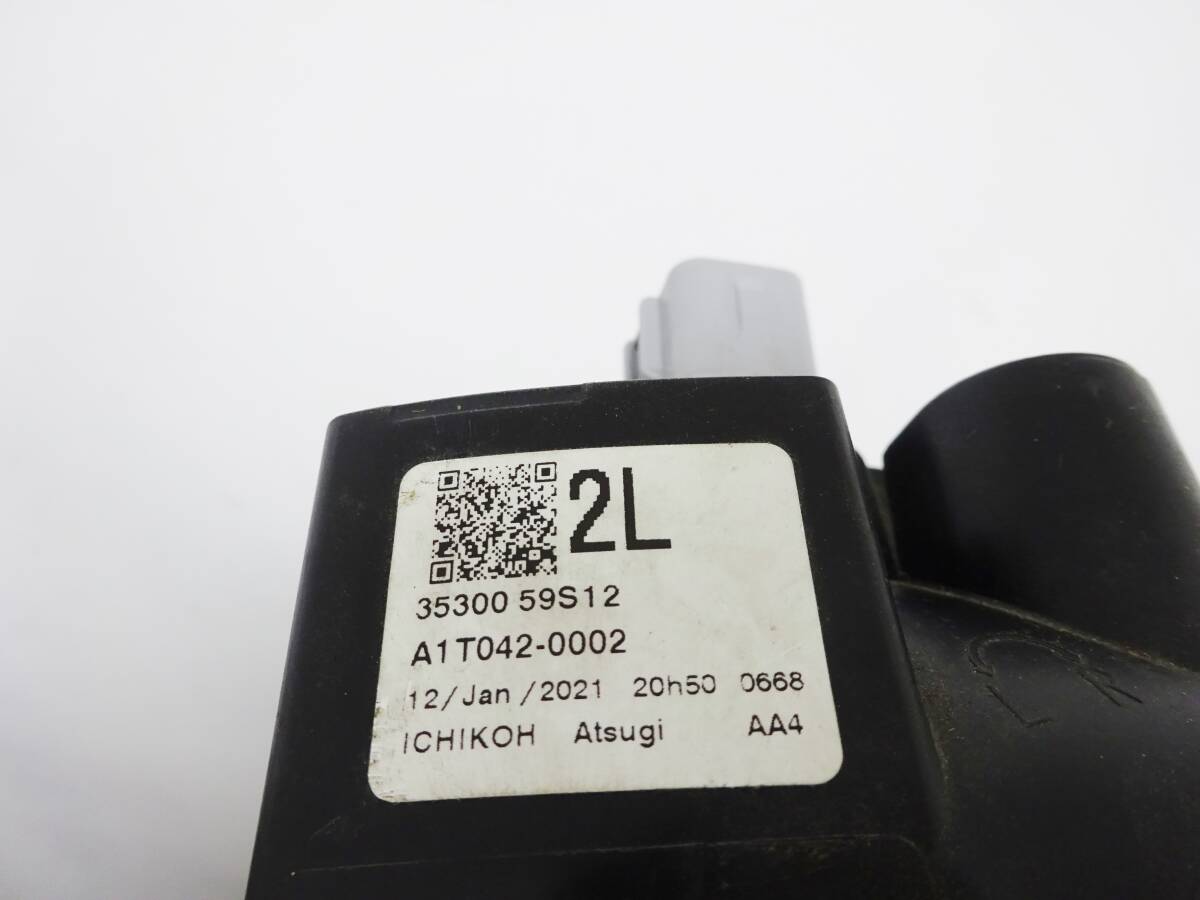 2L
35300 59S12
A1T042-0002
12/Jan/2021 20h50 0668
ICHIKOH Atsugi AA4
L R